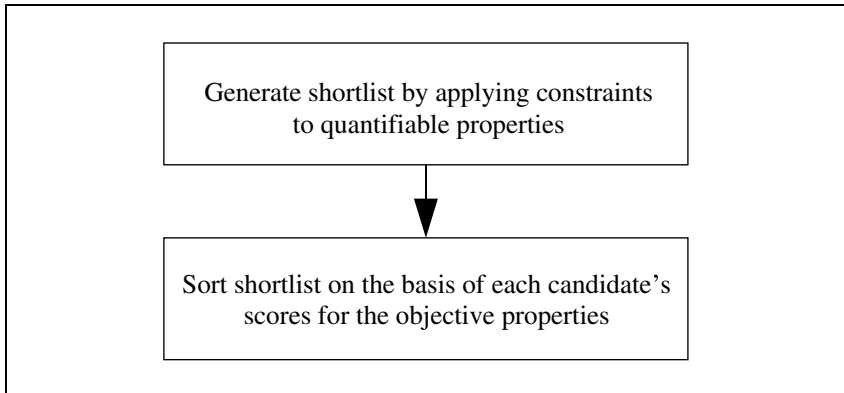 Generate shortlist by applying constraints
to quantifiable properties
Sort shortlist on the basis of each candidate's
scores for the objective properties